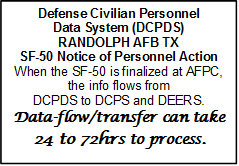 Defense Civilian Personnel
Data System (DCPDS)
RANDOLPH AFB TX
SF-50 Notice of Personnel Action
When the SF-50 is finalized at AFPC,
the info flows from
DCPDS to DCPS and DEERS.
Data-flow/transfer can take
24 to 72hrs to process.